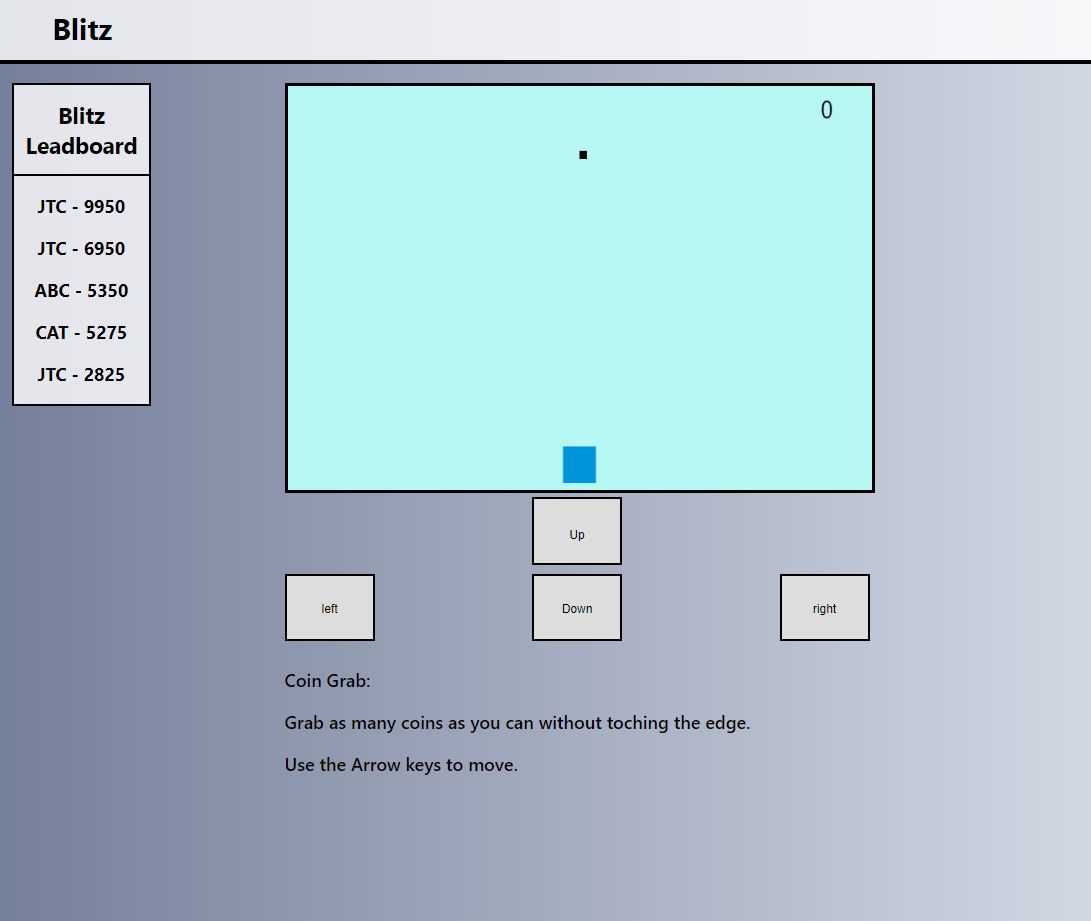 Blitz
Blitz
Leadboard
JTC - 9950
JTC - 6950
ABC - 5350
CAT - 5275
JTC - 2825
0
Up
left
Down
right
Coin Grab:
Grab as many coins as you can without toching the edge.
Use the Arrow keys to move.